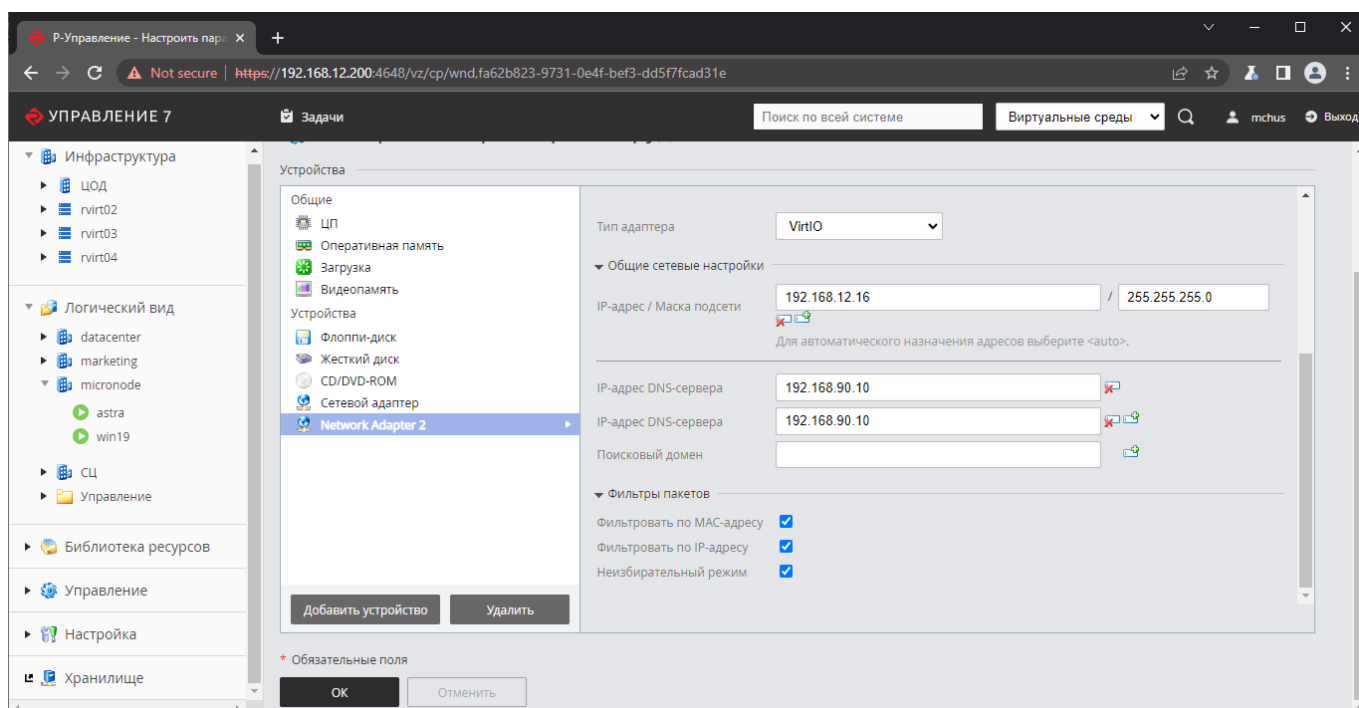 Р-Управление - Настроить пара
Not secure | https://192.168.12.200:4648/vz/cp/wnd,fa62b823-9731-0e4f-bef3-dd5f7fcad31e
УПРАВЛЕНИЕ 7
Задачи
Поиск по всей системе
Виртуальные среды
mchus
Выход
Инфраструктура
ЦОД
rvirt02
rvirt03
rvirt04
Логический вид
datacenter
marketing
micronode
astra
win19
СЦ
Управление
Библиотека ресурсов
Управление
Настройка
Хранилище
Устройства
Общие
ЦП
Оперативная память
Загрузка
Видеопамять
Устройства
Флоппи-диск
Жесткий диск
CD/DVD-ROM
Сетевой адаптер
Network Adapter 2
Добавить устройство
Удалить
Тип адаптера
VirtIO
Общие сетевые настройки
IP-адрес / Маска подсети
192.168.12.16 / 255.255.255.0
Для автоматического назначения адресов выберите <auto>.
IP-адрес DNS-сервера
192.168.90.10
IP-адрес DNS-сервера
192.168.90.10
Поисковый домен
Фильтры пакетов
Фильтровать по MAC-адресу
Фильтровать по IP-адресу
Неизбирательный режим
* Обязательные поля
OK
Отменить